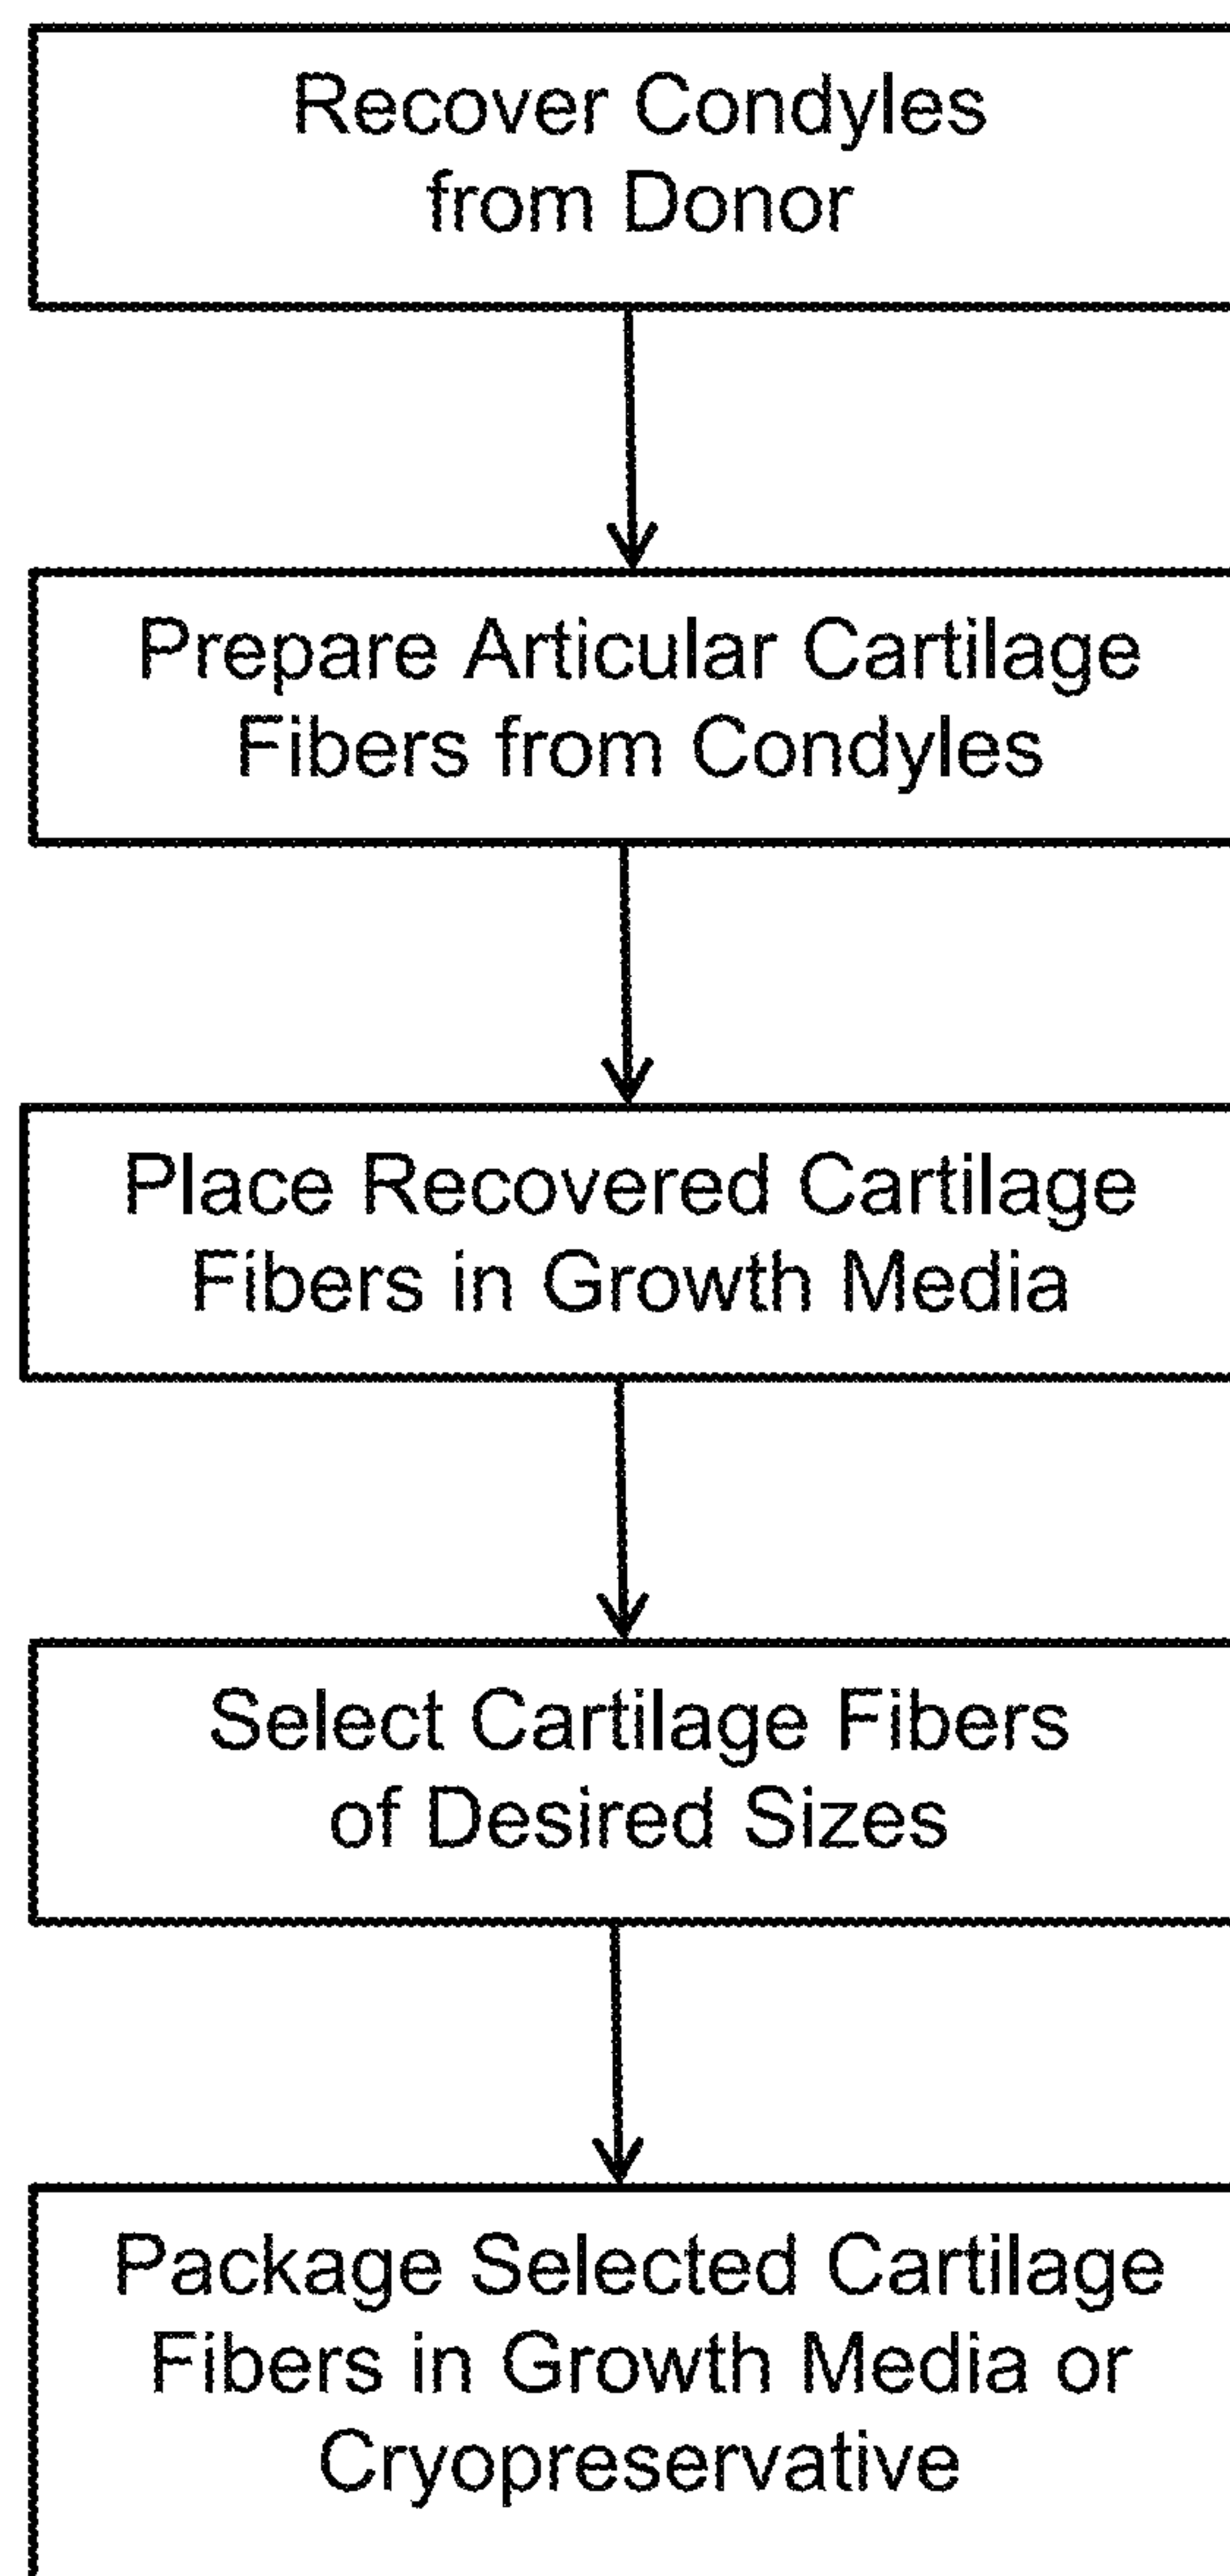 Recover Condyles
from Donor
Prepare Articular Cartilage
Fibers from Condyles
Place Recovered Cartilage
Fibers in Growth Media
Select Cartilage Fibers
of Desired Sizes
Package Selected Cartilage
Fibers in Growth Media or
Cryopreservative